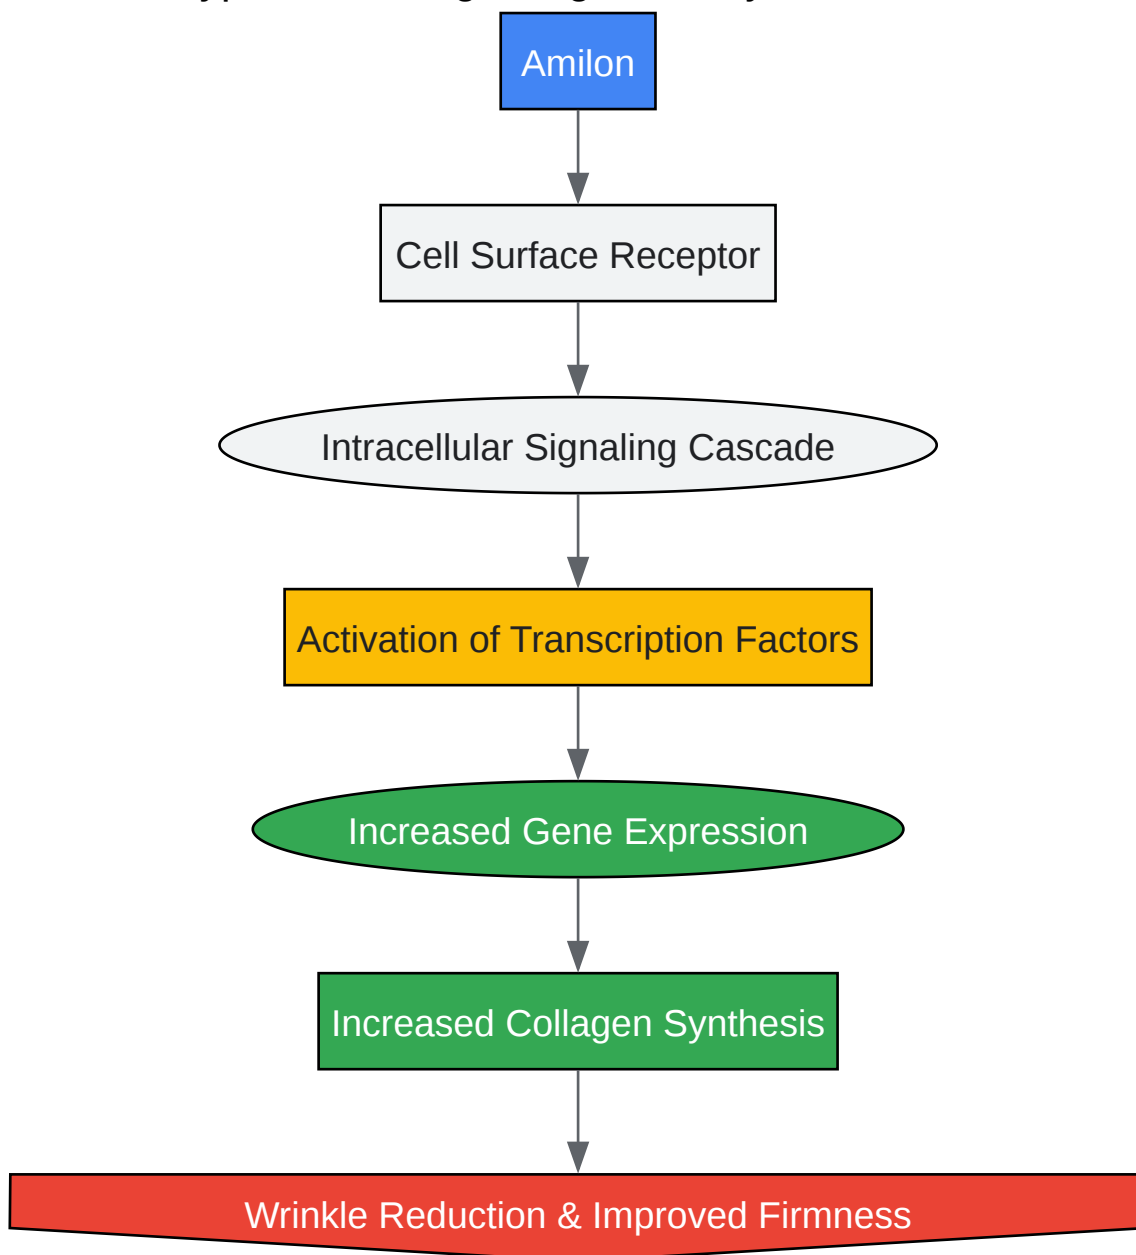 Amilon
Cell Surface Receptor
Intracellular Signaling Cascade
Activation of Transcription Factors
Increased Gene Expression
Increased Collagen Synthesis
Wrinkle Reduction & Improved Firmness